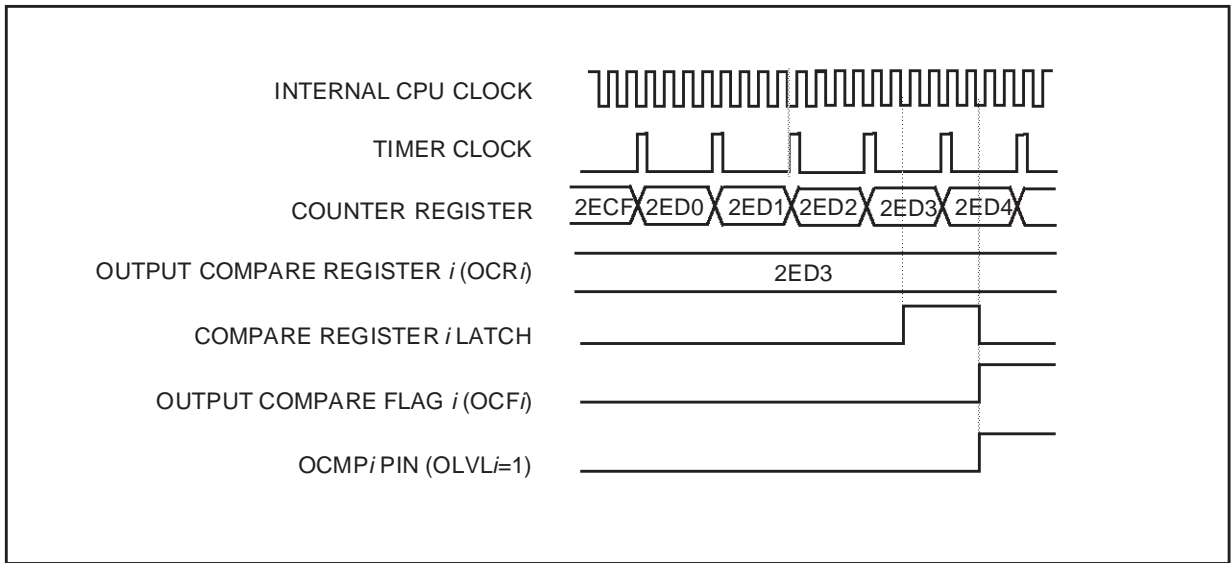 INTERNAL CPU CLOCK
TIMER CLOCK
COUNTER REGISTER
2ECF 2ED0 2ED1 2ED2 2ED3 2ED4
OUTPUT COMPARE REGISTER i (OCRi)
2ED3
COMPARE REGISTER i LATCH
OUTPUT COMPARE FLAG i (OCFi)
OCMPi PIN (OLVLi=1)